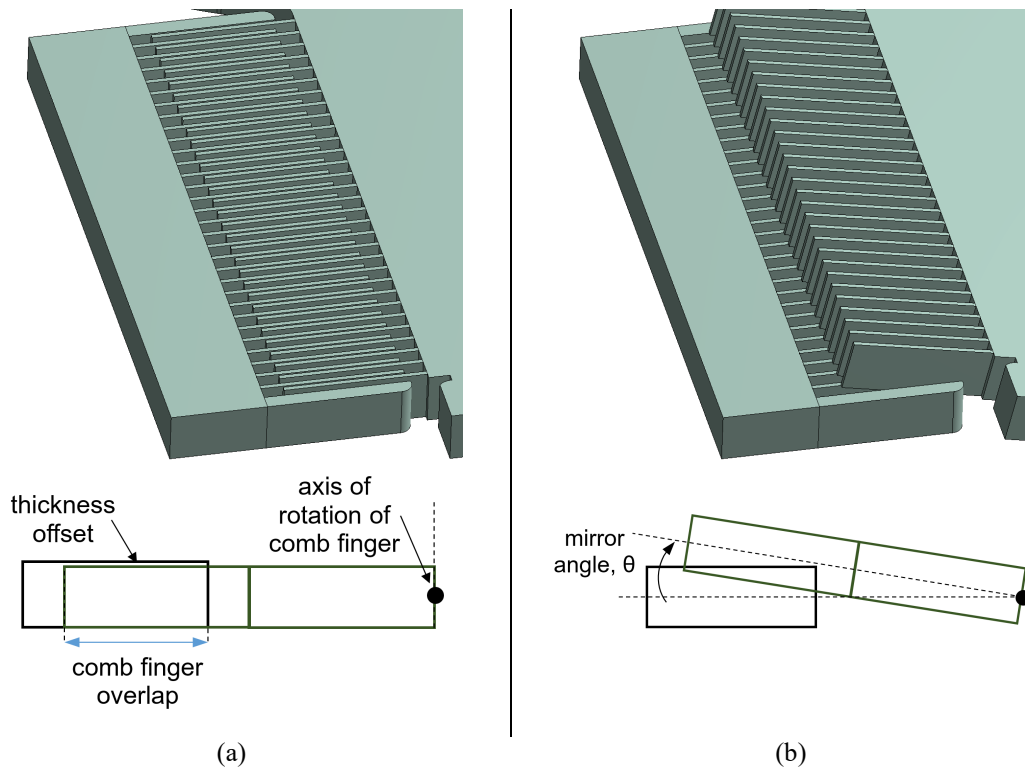 thickness
offset
axis of
rotation of
comb finger
comb finger
overlap
mirror
angle, θ
(a)
(b)